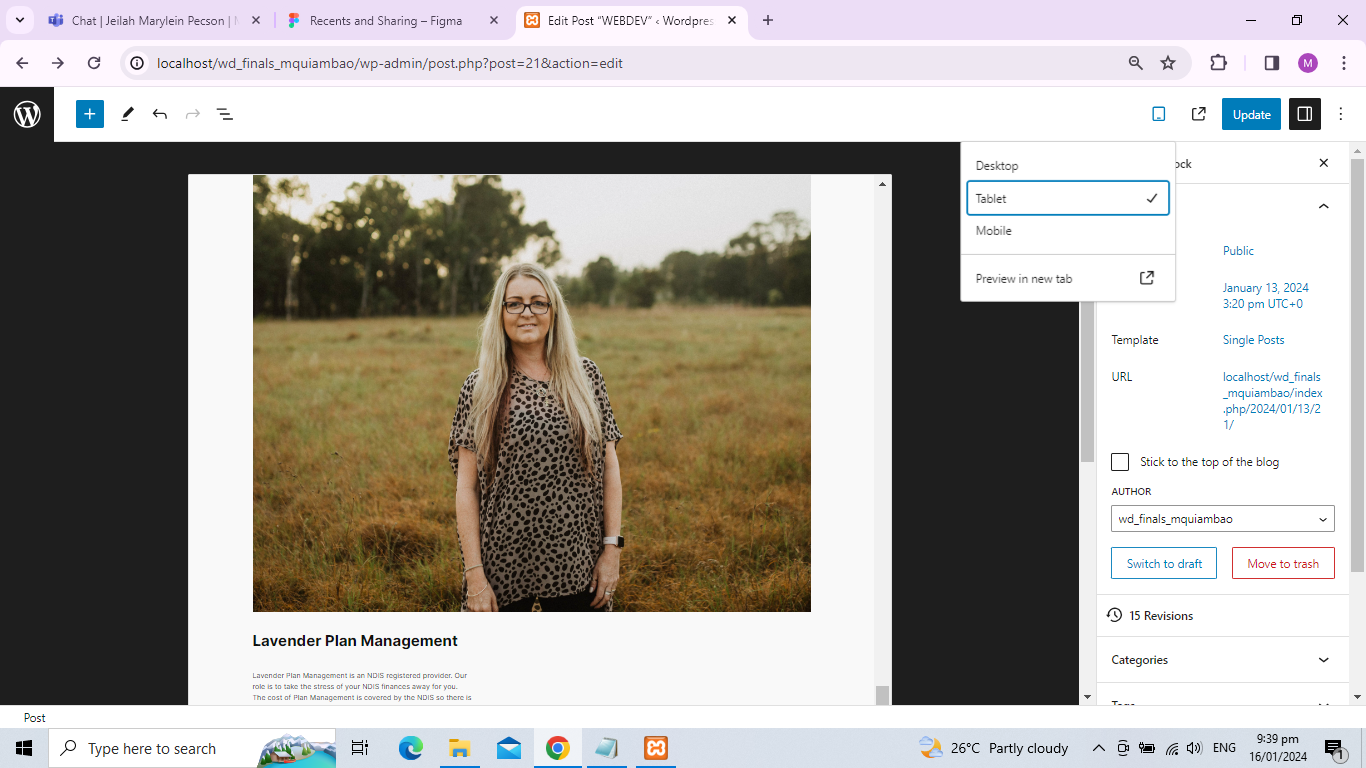 Chat | Jeilah Marylein Pecson |
Recents and Sharing – Figma
Edit Post “WEBDEV” ‹ Wordpres
localhost/wd_finals_mquiambao/wp-admin/post.php?post=21&action=edit
M
Update
Desktop
Tablet
Mobile
Preview in new tab
ock
Public
January 13, 2024
3:20 pm UTC+0
Template
Single Posts
URL
localhost/wd_finals
_mquiambao/index
.php/2024/01/13/2
1/
Stick to the top of the blog
AUTHOR
wd_finals_mquiambao
Switch to draft
Move to trash
15 Revisions
Categories
Tags
Lavender Plan Management
Lavender Plan Management is an NDIS registered provider. Our
role is to take the stress of your NDIS finances away for you.
The cost of Plan Management is covered by the NDIS so there is
Post
Type here to search
26°C Partly cloudy
ENG
9:39 pm
16/01/2024
1